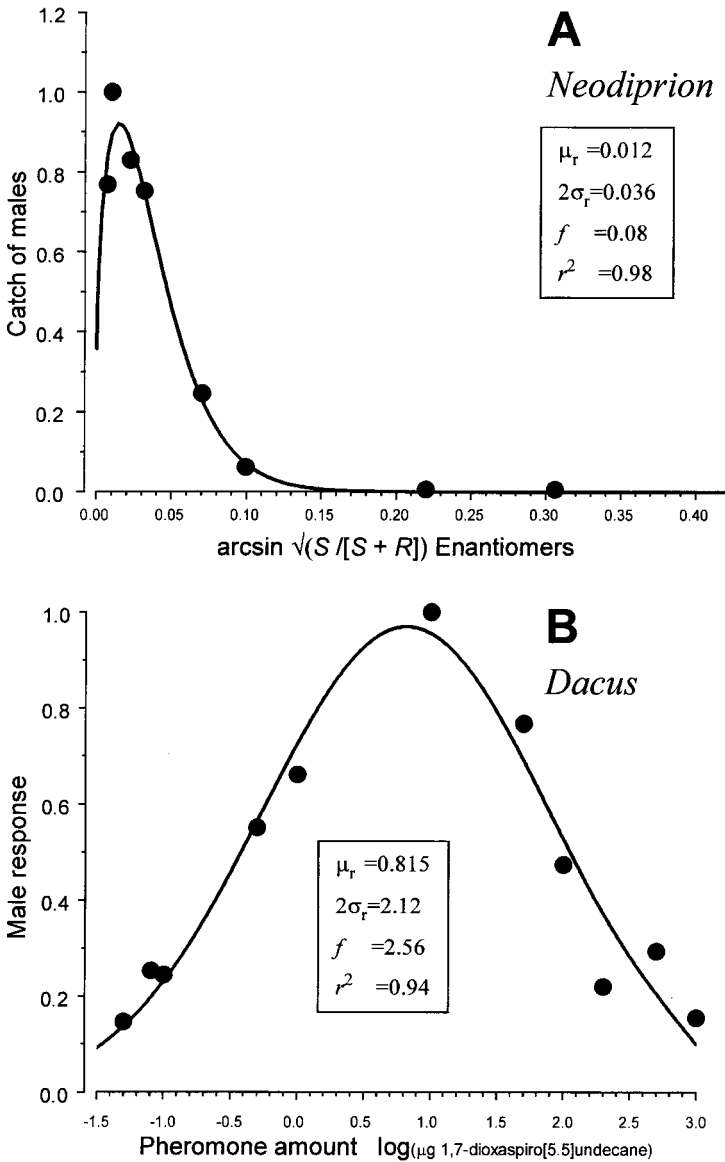 A
Neodiprion
μr =0.012
2σr=0.036
f =0.08
r² =0.98
Catch of males
1.2
1.0
0.8
0.6
0.4
0.2
0.0
0.00 0.05 0.10 0.15 0.20 0.25 0.30 0.35 0.40
arcsin √(S /[S + R]) Enantiomers
B
Dacus
μr =0.815
2σr=2.12
f =2.56
r² =0.94
Male response
1.0
0.8
0.6
0.4
0.2
0.0
-1.5 -1.0 -0.5 0.0 0.5 1.0 1.5 2.0 2.5 3.0
Pheromone amount log(μg 1,7-dioxaspiro[5.5]undecane)